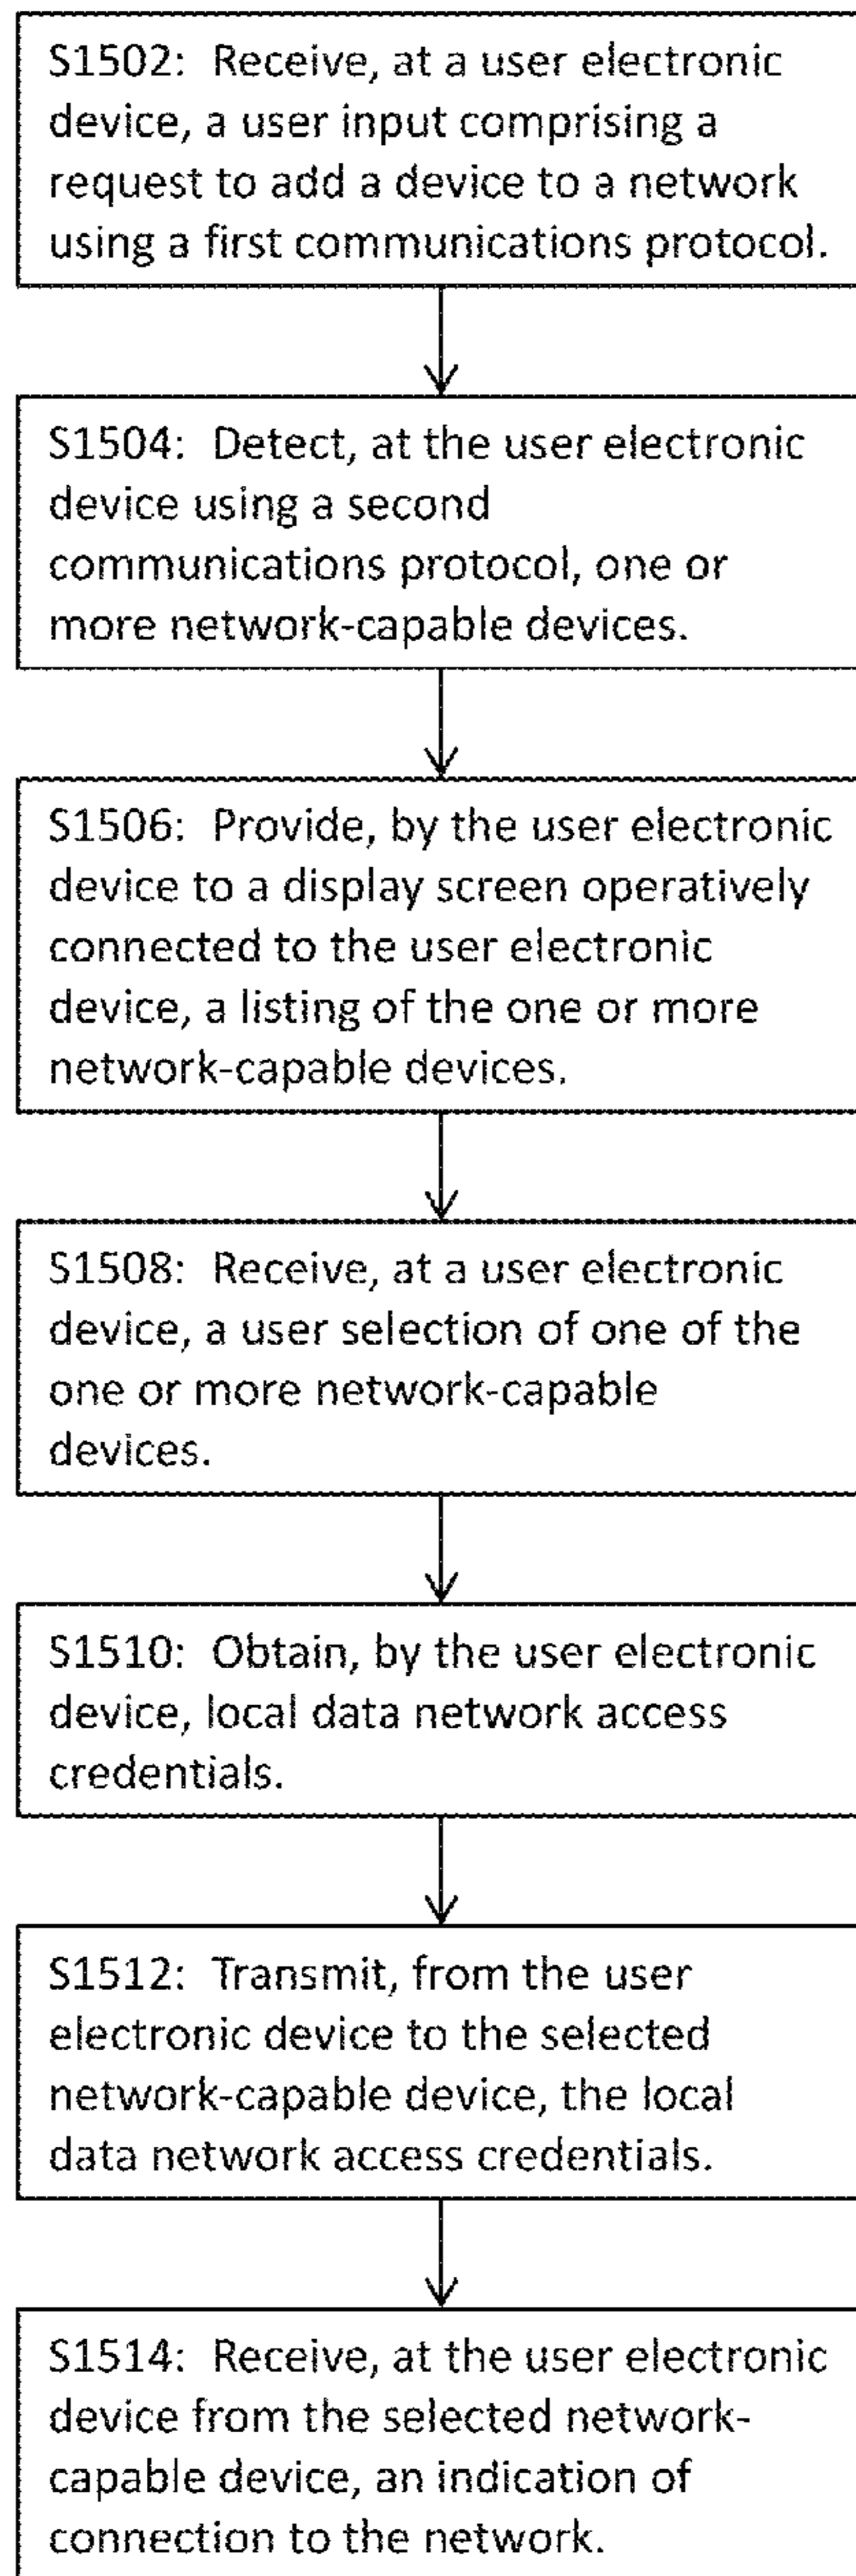 S1502: Receive, at a user electronic
device, a user input comprising a
request to add a device to a network
using a first communications protocol.
S1504: Detect, at the user electronic
device using a second
communications protocol, one or
more network-capable devices.
S1506: Provide, by the user electronic
device to a display screen operatively
connected to the user electronic
device, a listing of the one or more
network-capable devices.
S1508: Receive, at a user electronic
device, a user selection of one of the
one or more network-capable
devices.
S1510: Obtain, by the user electronic
device, local data network access
credentials.
S1512: Transmit, from the user
electronic device to the selected
network-capable device, the local
data network access credentials.
S1514: Receive, at the user electronic
device from the selected network-
capable device, an indication of
connection to the network.